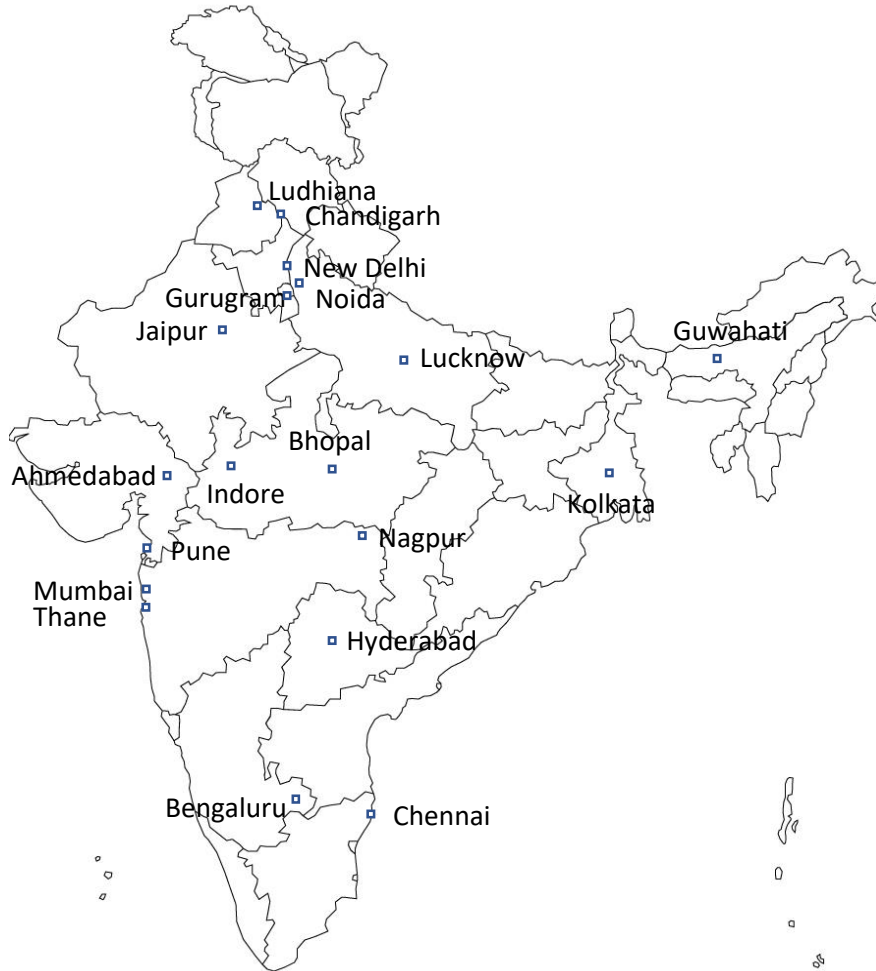 Ludhiana
Chandigarh
New Delhi
Gurugram
Noida
Jaipur
Guwahati
Lucknow
Bhopal
Ahmedabad
Indore
Kolkata
Nagpur
Pune
Mumbai
Thane
Hyderabad
Bengaluru
Chennai